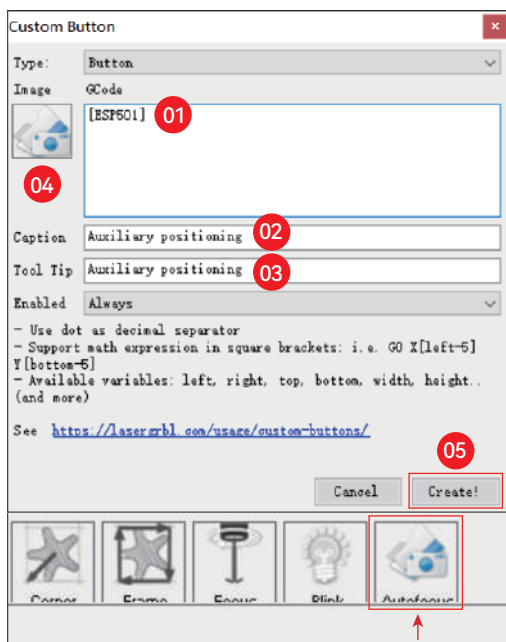 Custom Button
×
Type: Button
Image GCode
[ESP501] 01
04
Caption Auxiliary positioning 02
Tool Tip Auxiliary positioning 03
Enabled Always
- Use dot as decimal separator
- Support math expression in square brackets: i.e. G0 X[left-5]
Y[bottom-5]
- Available variables: left, right, top, bottom, width, height..
(and more)
See https://lasergrbl.com/usage/custom-buttons/
05
Cancel Create!
Corner Frame Focus Blink Autofocus